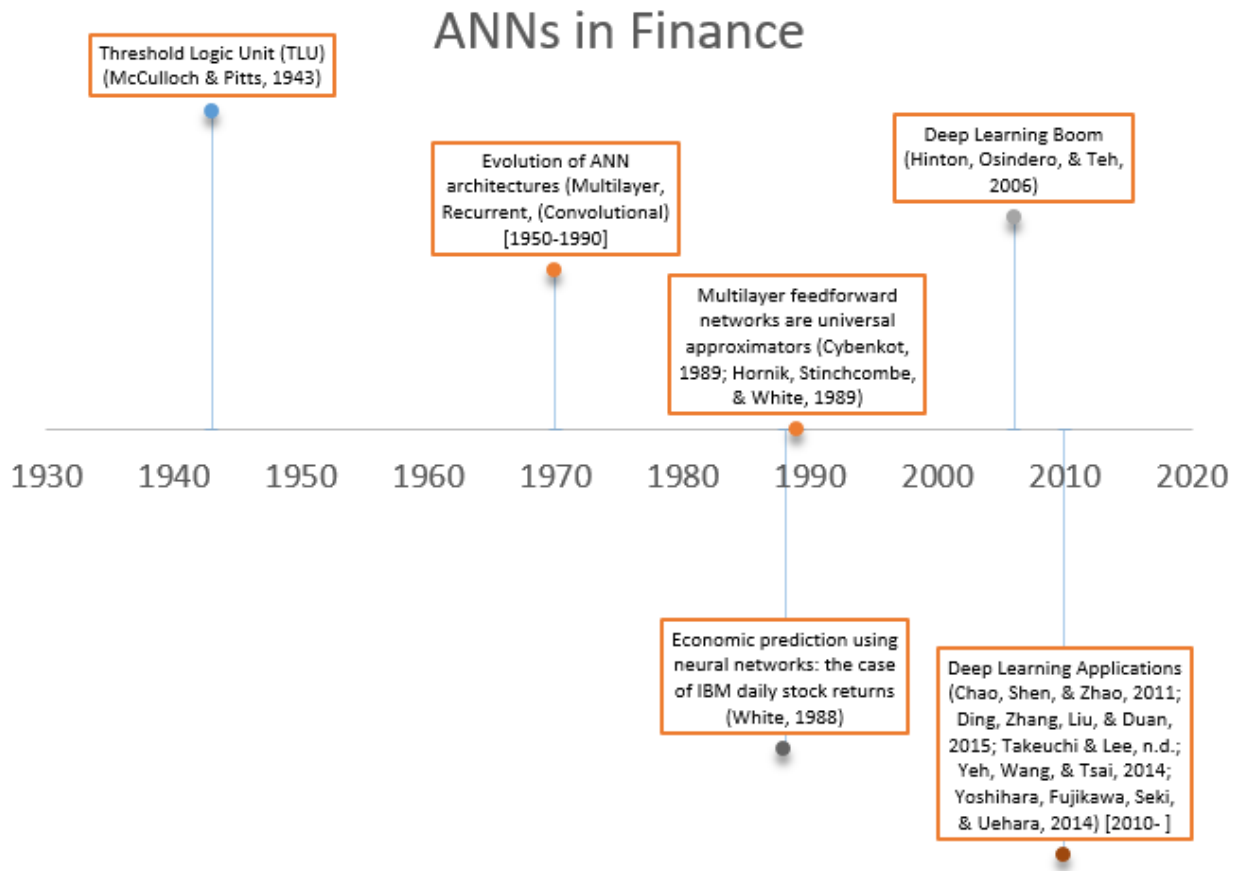 ANNs in Finance
Threshold Logic Unit (TLU)
(McCulloch & Pitts, 1943)
Evolution of ANN
architectures (Multilayer,
Recurrent, (Convolutional)
[1950-1990]
Deep Learning Boom
(Hinton, Osindero, & Teh,
2006)
Multilayer feedforward
networks are universal
approximators (Cybenkot,
1989; Hornik, Stinchcombe,
& White, 1989)
1930 1940 1950 1960 1970 1980 1990 2000 2010 2020
Economic prediction using
neural networks: the case
of IBM daily stock returns
(White, 1988)
Deep Learning Applications
(Chao, Shen, & Zhao, 2011;
Ding, Zhang, Liu, & Duan,
2015; Takeuchi & Lee, n.d.;
Yeh, Wang, & Tsai, 2014;
Yoshihara, Fujikawa, Seki,
& Uehara, 2014) [2010- ]